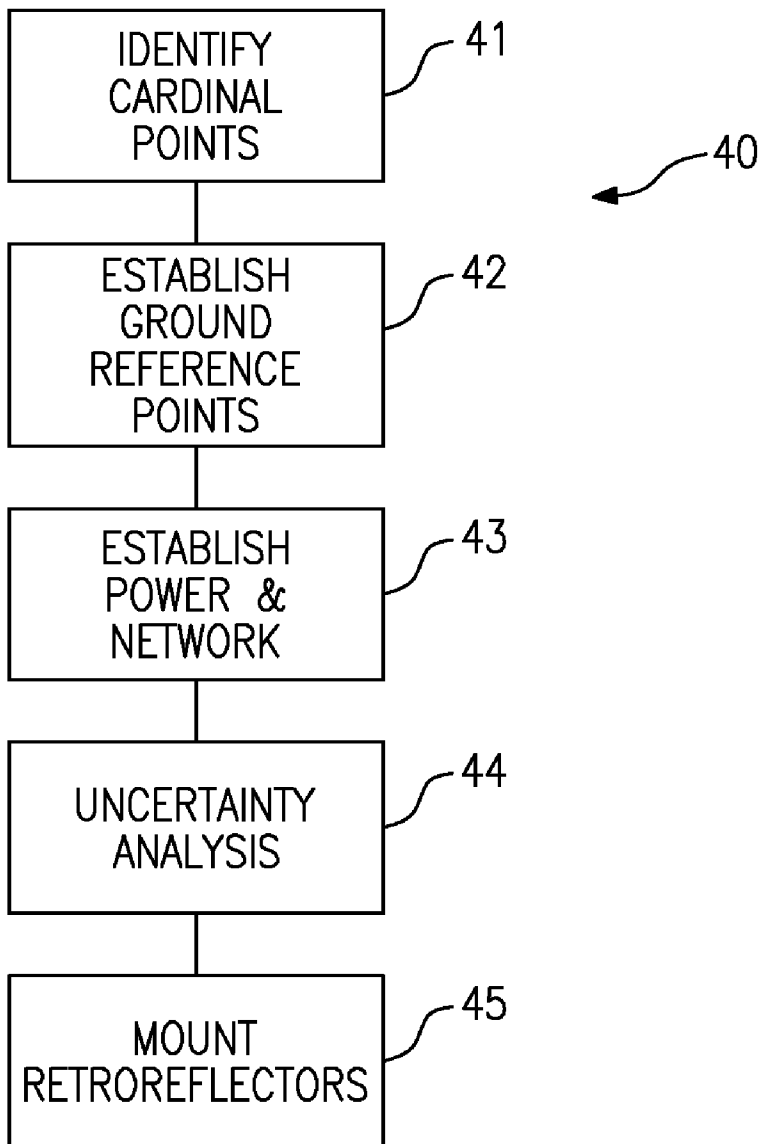 IDENTIFY
CARDINAL
POINTS
41
40
ESTABLISH
GROUND
REFERENCE
POINTS
42
ESTABLISH
POWER &
NETWORK
43
UNCERTAINTY
ANALYSIS
44
MOUNT
RETROREFLECTORS
45